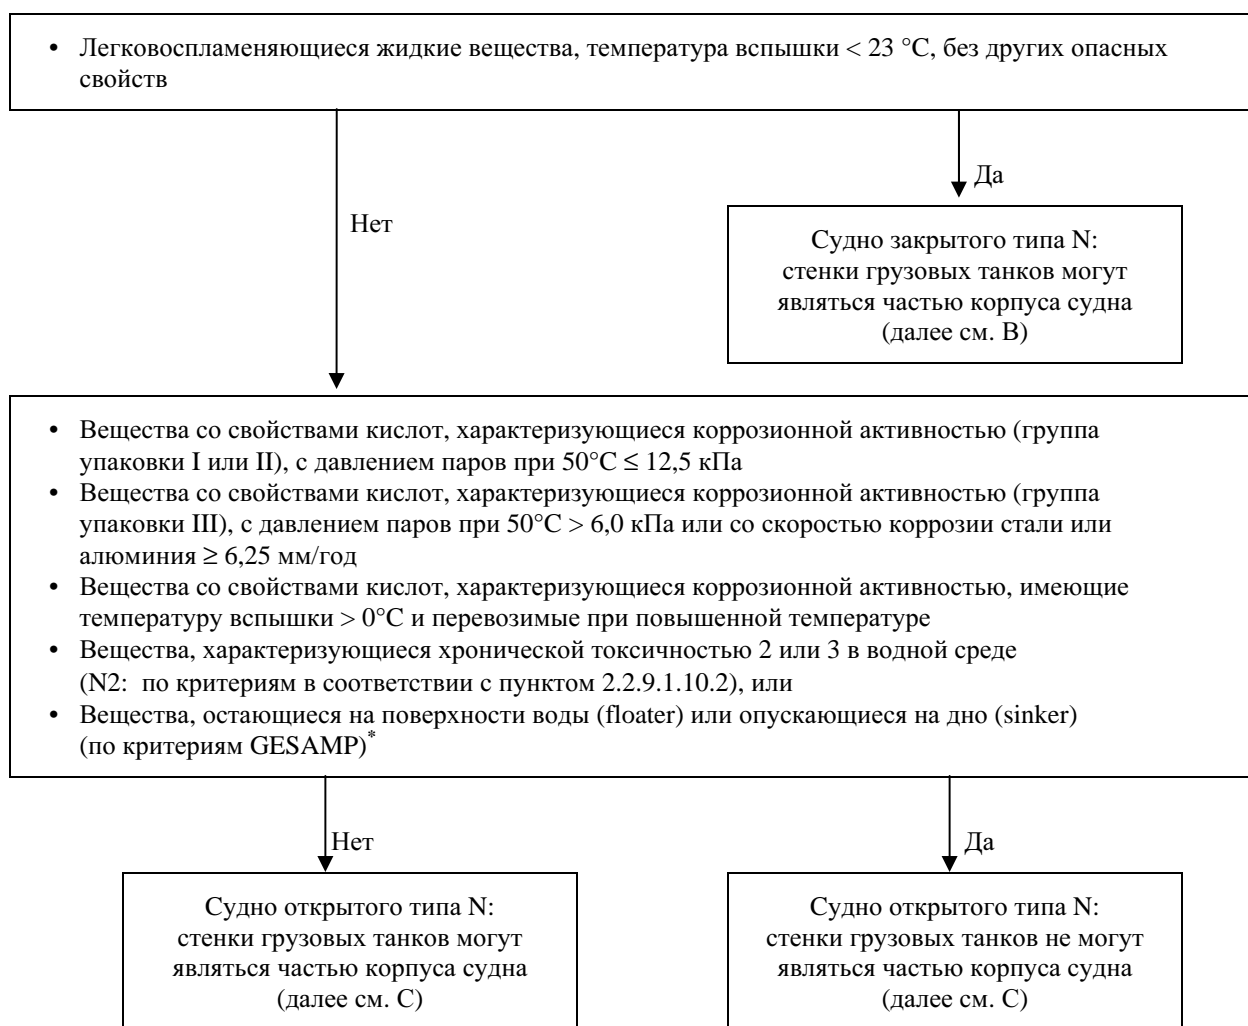 • Легковоспламеняющиеся жидкие вещества, температура вспышки < 23 °C, без других опасных
свойств
Да
Нет
Судно закрытого типа N:
стенки грузовых танков могут
являться частью корпуса судна
(далее см. B)
• Вещества со свойствами кислот, характеризующиеся коррозионной активностью (группа
упаковки I или II), с давлением паров при 50°C ≤ 12,5 кПа
• Вещества со свойствами кислот, характеризующиеся коррозионной активностью (группа
упаковки III), с давлением паров при 50°C > 6,0 кПа или со скоростью коррозии стали или
алюминия ≥ 6,25 мм/год
• Вещества со свойствами кислот, характеризующиеся коррозионной активностью, имеющие
температуру вспышки > 0°C и перевозимые при повышенной температуре
• Вещества, характеризующиеся хронической токсичностью 2 или 3 в водной среде
(N2: по критериям в соответствии с пунктом 2.2.9.1.10.2), или
• Вещества, остающиеся на поверхности воды (floater) или опускающиеся на дно (sinker)
(по критериям GESAMP)*
Нет
Да
Судно открытого типа N:
стенки грузовых танков могут
являться частью корпуса судна
(далее см. C)
Судно открытого типа N:
стенки грузовых танков не могут
являться частью корпуса судна
(далее см. C)